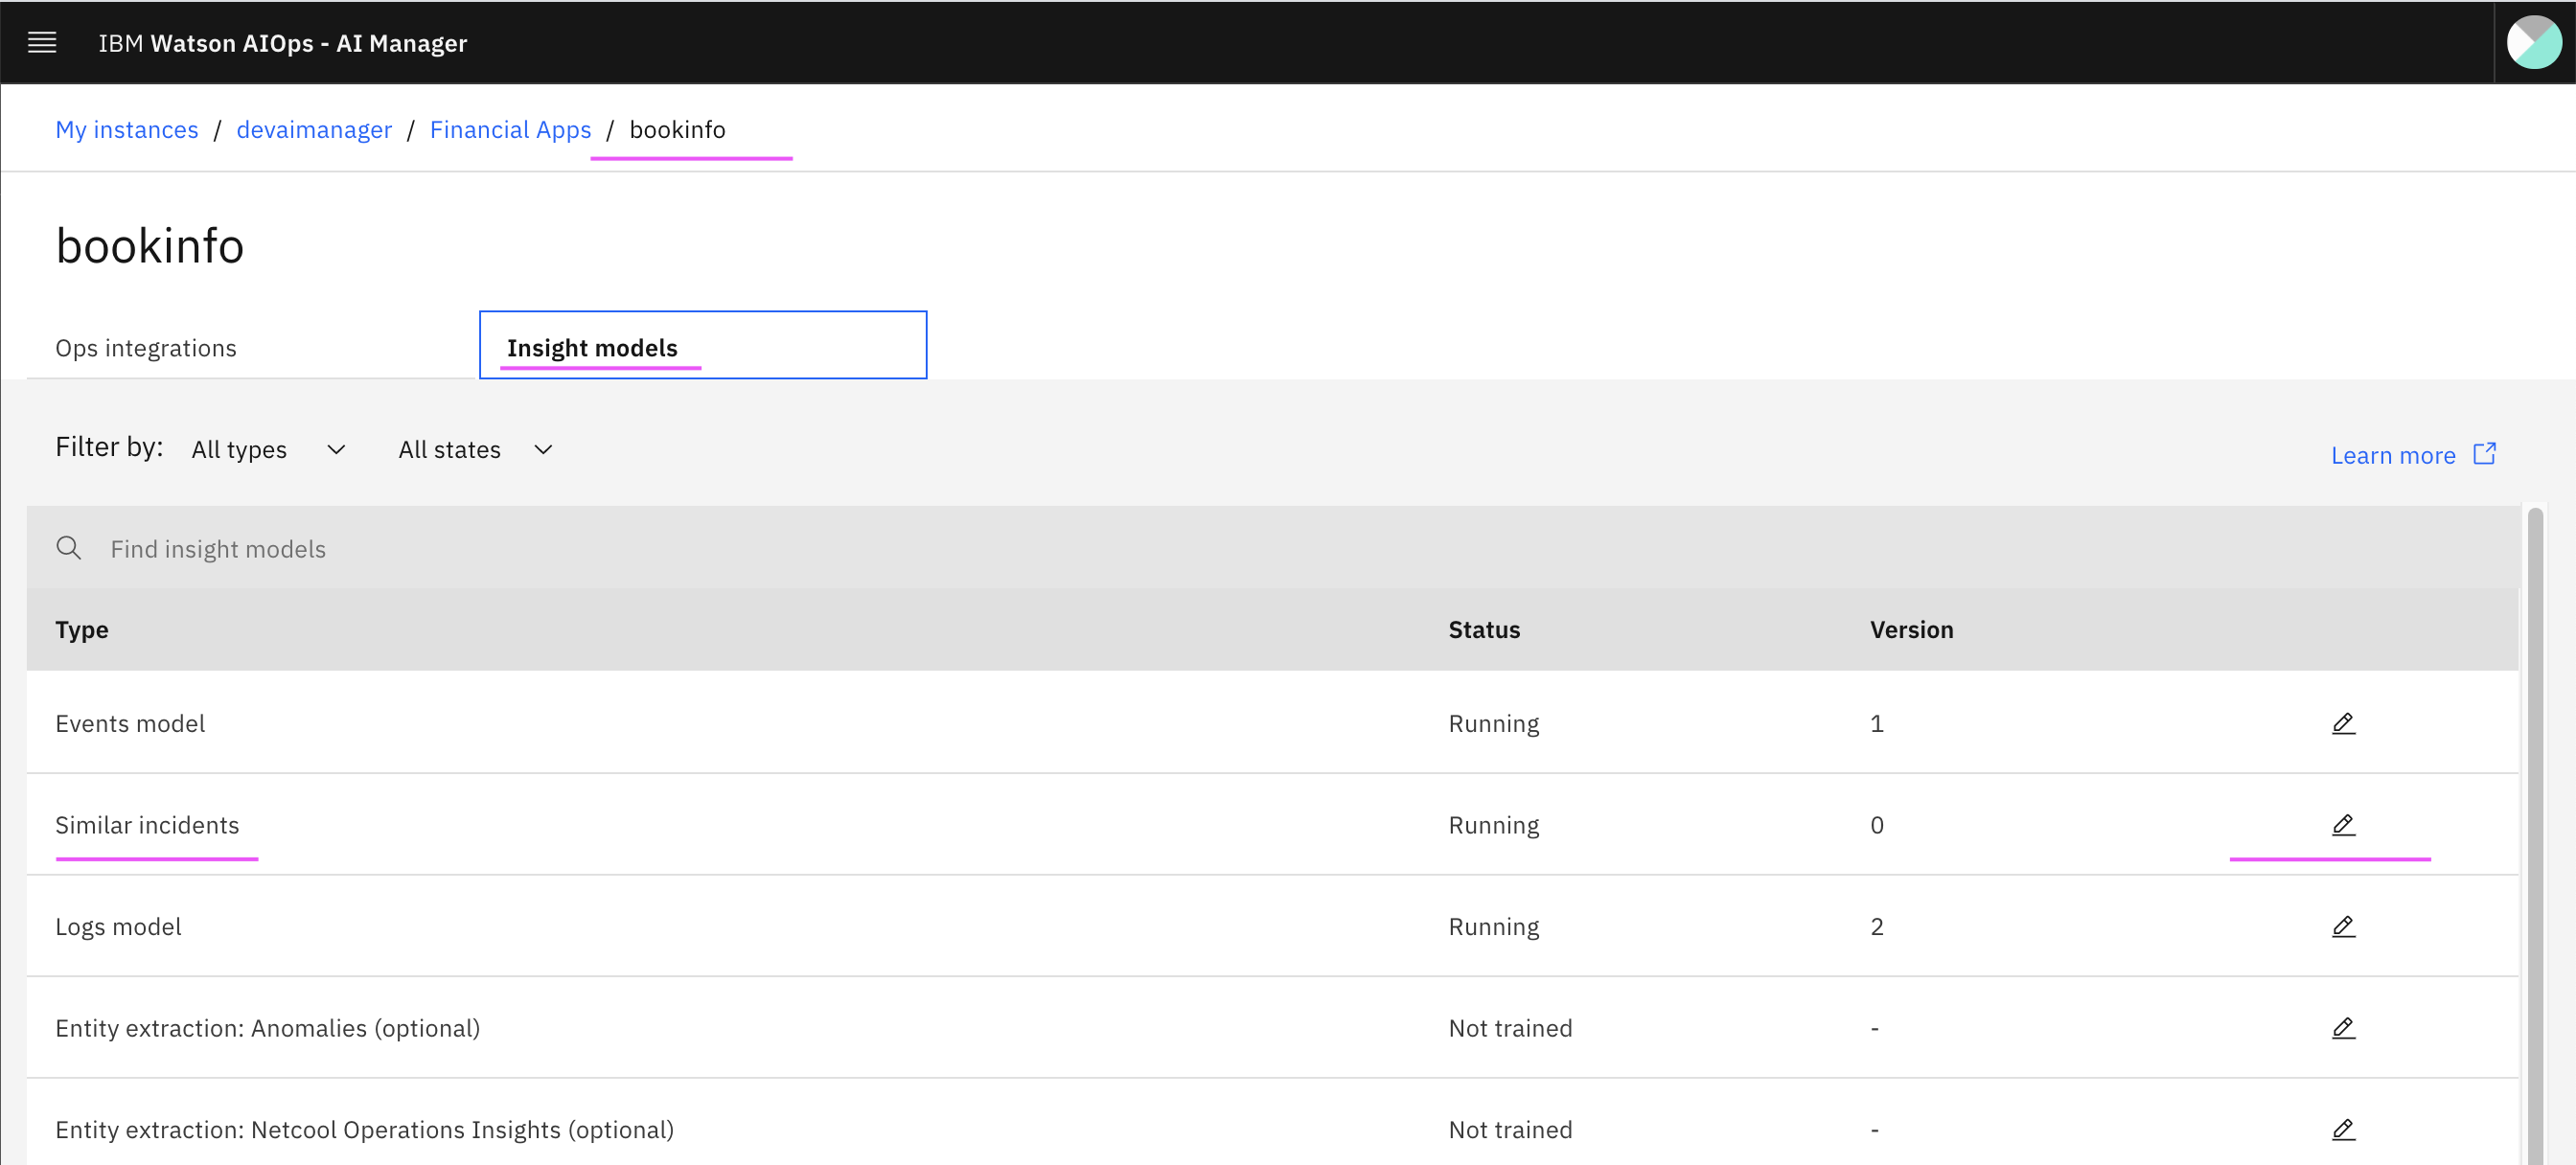 IBM Watson AIOps - AI Manager
My instances / devaimanager / Financial Apps / bookinfo
bookinfo
Ops integrations Insight models
Filter by: All types All states Learn more
Find insight models
Type Status Version
Events model Running 1
Similar incidents Running 0
Logs model Running 2
Entity extraction: Anomalies (optional) Not trained -
Entity extraction: Netcool Operations Insights (optional) Not trained -